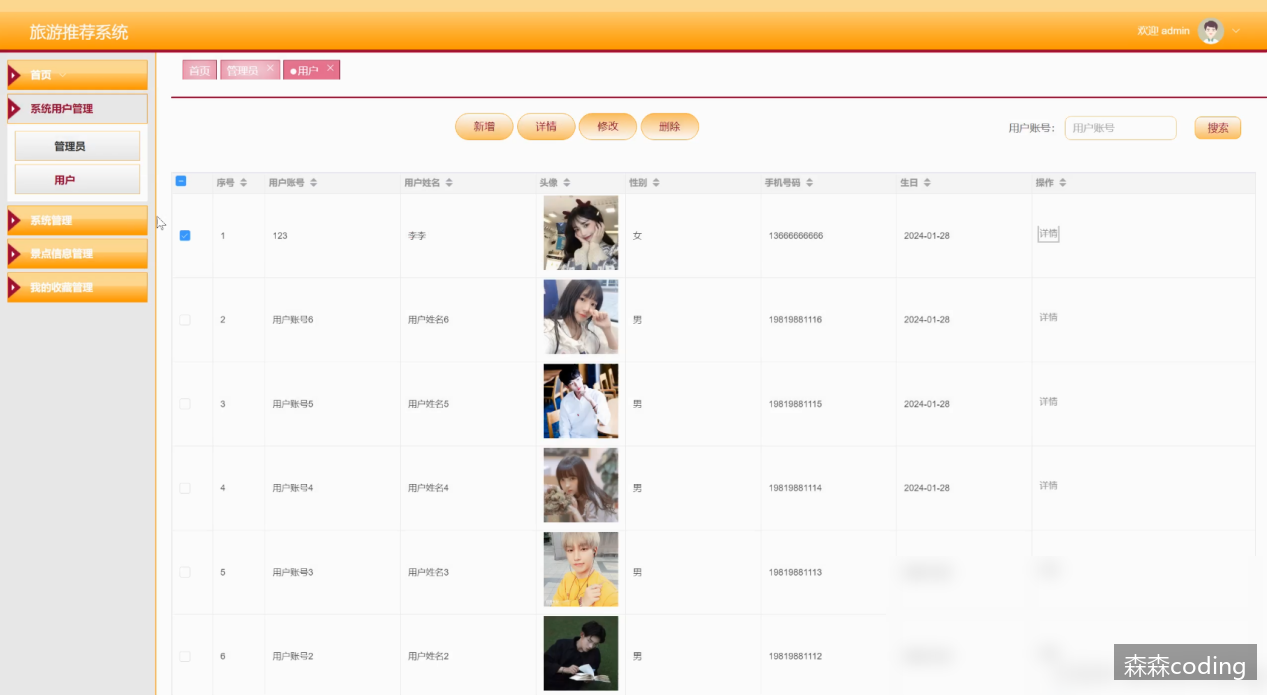 旅游推荐系统
欢迎 admin
首页
系统用户管理
管理员
用户
系统管理
景点信息管理
我的收藏管理
首页 管理员 × ●用户 ×
新增 详情 修改 删除 用户账号: 用户账号 搜索
序号 用户账号 用户姓名 头像 性别 手机号码 生日 操作
1 123 李李 女 13666666666 2024-01-28 详情
2 用户账号6 用户姓名6 男 19819881116 2024-01-28 详情
3 用户账号5 用户姓名5 男 19819881115 2024-01-28 详情
4 用户账号4 用户姓名4 男 19819881114 2024-01-28 详情
5 用户账号3 用户姓名3 男 19819881113
6 用户账号2 用户姓名2 男 19819881112
森森coding